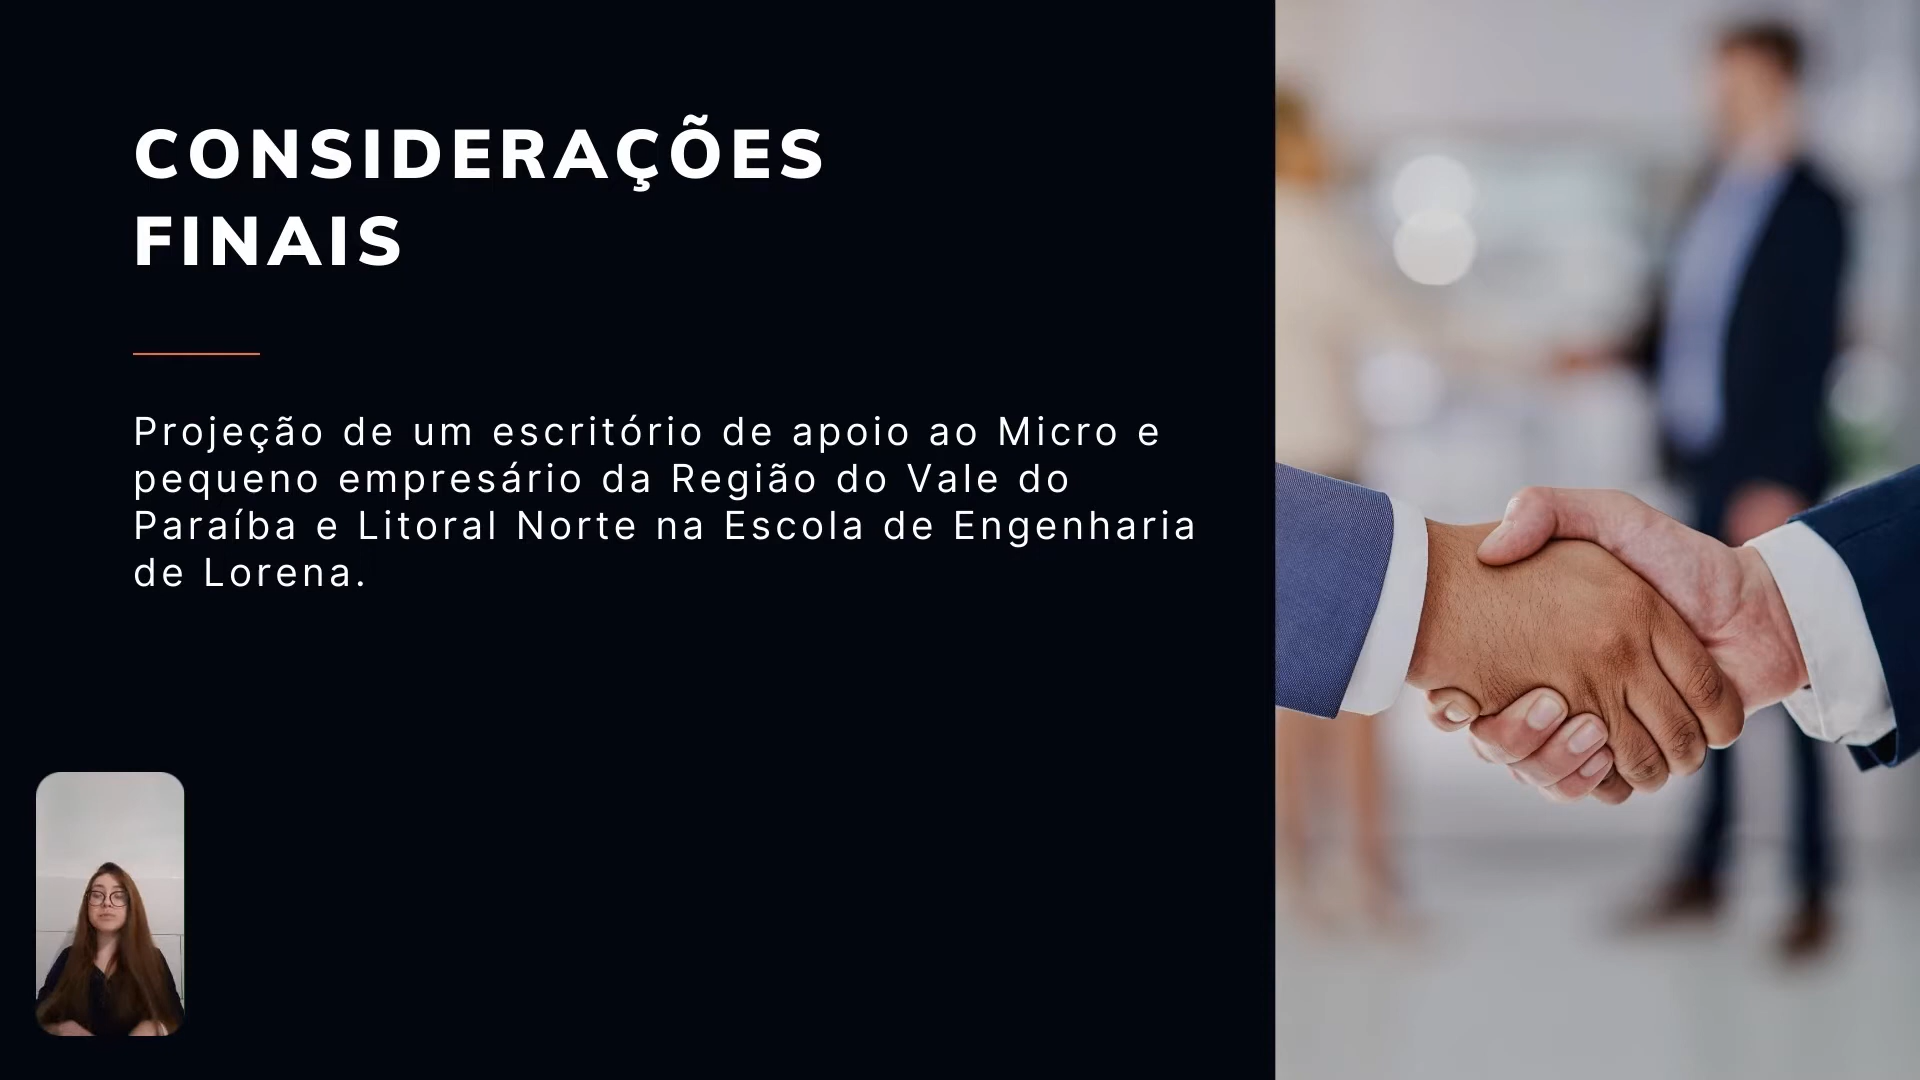 CONSIDERAÇÕES
FINAIS
Projeção de um escritório de apoio ao Micro e
pequeno empresário da Região do Vale do
Paraíba e Litoral Norte na Escola de Engenharia
de Lorena.